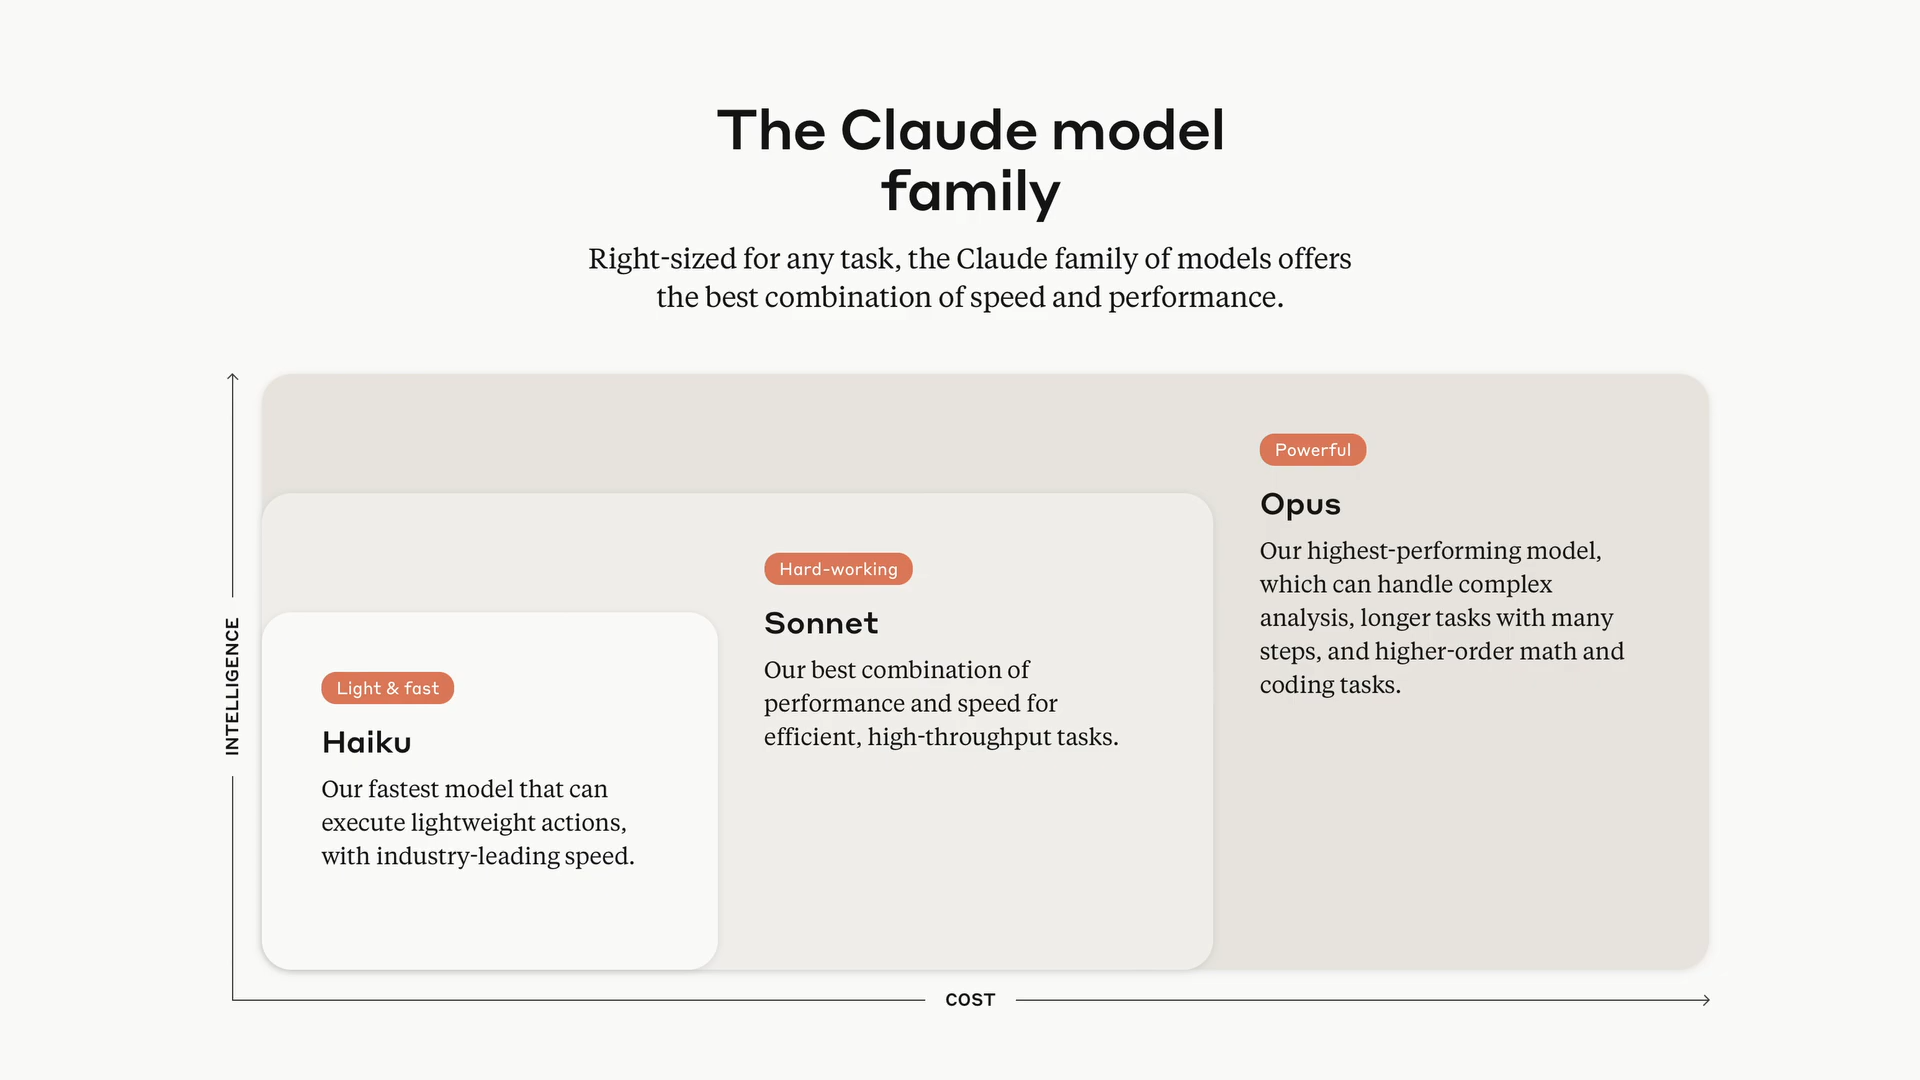 The Claude model
family
Right-sized for any task, the Claude family of models offers
the best combination of speed and performance.
INTELLIGENCE
Light & fast
Haiku
Our fastest model that can
execute lightweight actions,
with industry-leading speed.
Hard-working
Sonnet
Our best combination of
performance and speed for
efficient, high-throughput tasks.
Powerful
Opus
Our highest-performing model,
which can handle complex
analysis, longer tasks with many
steps, and higher-order math and
coding tasks.
COST